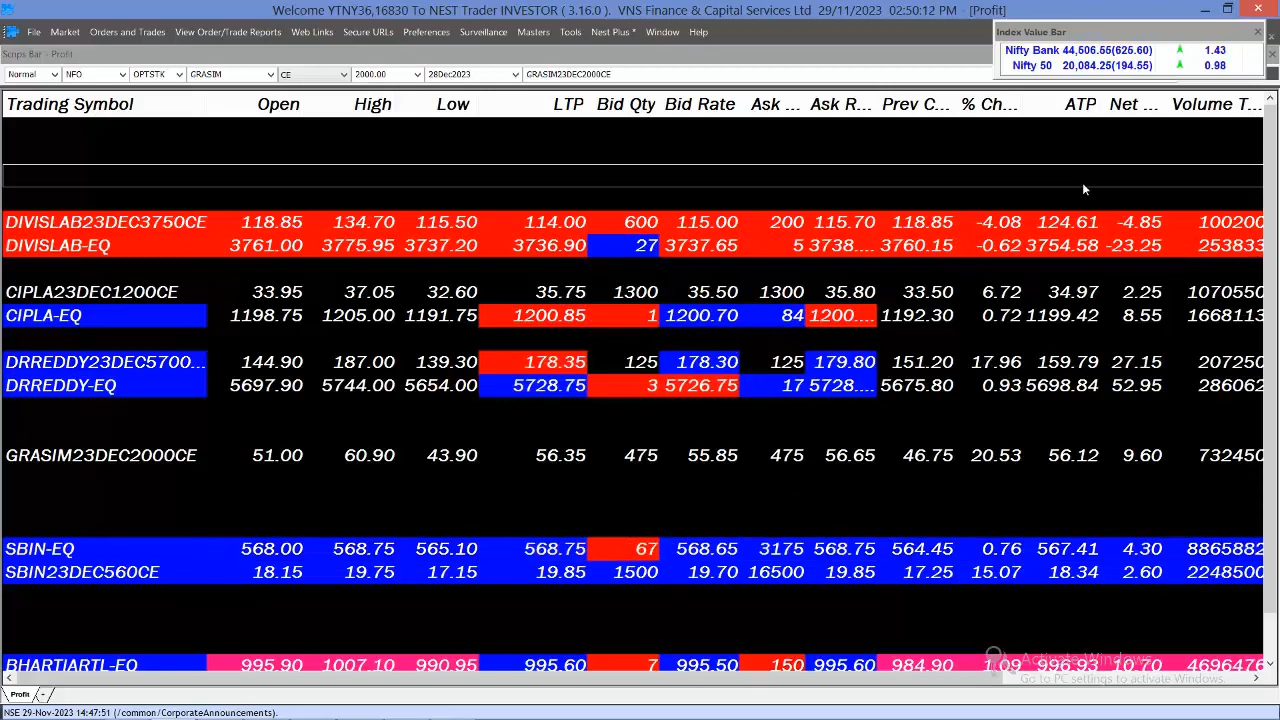 Welcome YTNY36,16830 To NEST Trader INVESTOR ( 3.16.0 ). VNS Finance & Capital Services Ltd 29/11/2023 02:50:12 PM - [Profit]
File Market Orders and Trades View Order/Trade Reports Web Links Secure URLs Preferences Surveillance Masters Tools Nest Plus * Window Help
Index Value Bar
Nifty Bank 44,506.55(625.60) 1.43
Nifty 50 20,084.25(194.55) 0.98
Scrips Bar - Profit
Normal NFO OPTSTK GRASIM CE 2000.00 28Dec2023 GRASIM23DEC2000CE
Trading Symbol Open High Low LTP Bid Qty Bid Rate Ask ... Ask R... Prev C... % Ch... ATP Net ... Volume T...
DIVISLAB23DEC3750CE 118.85 134.70 115.50 114.00 600 115.00 200 115.70 118.85 -4.08 124.61 -4.85 100200
DIVISLAB-EQ 3761.00 3775.95 3737.20 3736.90 27 3737.65 5 3738.... 3760.15 -0.62 3754.58 -23.25 253833
CIPLA23DEC1200CE 33.95 37.05 32.60 35.75 1300 35.50 1300 35.80 33.50 6.72 34.97 2.25 1070550
CIPLA-EQ 1198.75 1205.00 1191.75 1200.85 1 1200.70 84 1200.... 1192.30 0.72 1199.42 8.55 1668113
DRREDDY23DEC5700... 144.90 187.00 139.30 178.35 125 178.30 125 179.80 151.20 17.96 159.79 27.15 207250
DRREDDY-EQ 5697.90 5744.00 5654.00 5728.75 3 5726.75 17 5728.... 5675.80 0.93 5698.84 52.95 286062
GRASIM23DEC2000CE 51.00 60.90 43.90 56.35 475 55.85 475 56.65 46.75 20.53 56.12 9.60 732450
SBIN-EQ 568.00 568.75 565.10 568.75 67 568.65 3175 568.75 564.45 0.76 567.41 4.30 8865882
SBIN23DEC560CE 18.15 19.75 17.15 19.85 1500 19.70 16500 19.85 17.25 15.07 18.34 2.60 2248500
BHARTIARTL-EQ 995.90 1007.10 990.95 995.60 7 995.50 150 995.60 984.90 1.09 996.93 10.70 4696476
Activate Windows
Go to PC settings to activate Windows.
Profit -
NSE 29-Nov-2023 14:47:51 (/common/CorporateAnnouncements).